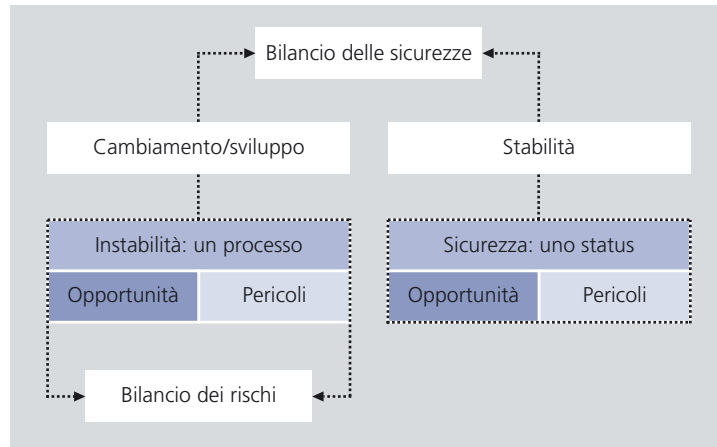 Bilancio delle sicurezze
Cambiamento/sviluppo
Stabilità
Instabilità: un processo
Sicurezza: uno status
Opportunità
Pericoli
Opportunità
Pericoli
Bilancio dei rischi